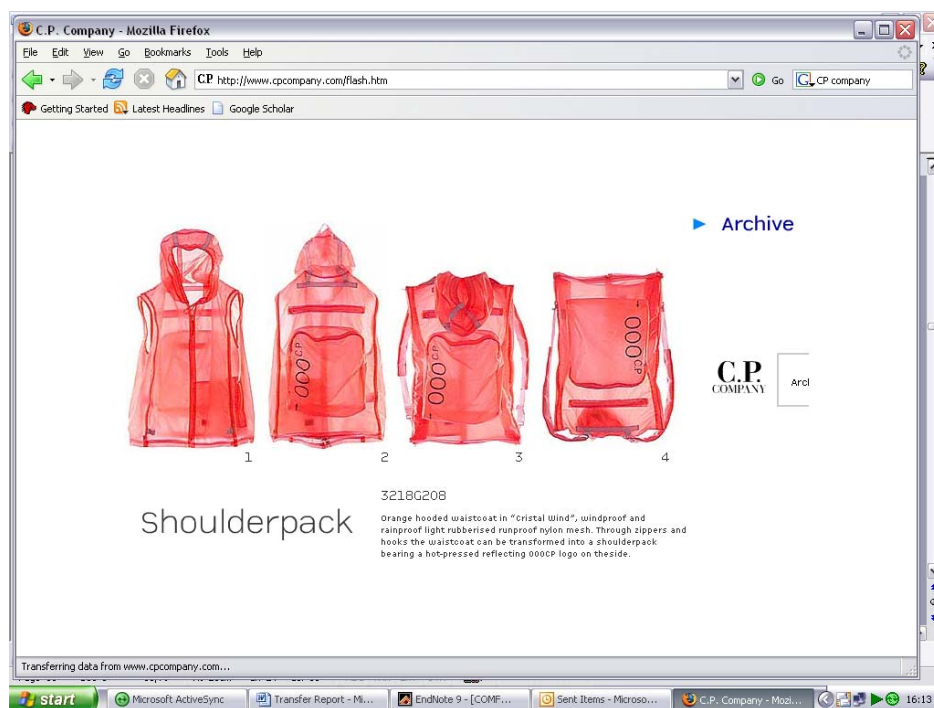 C.P. Company - Mozilla Firefox
File Edit View Go Bookmarks Tools Help
CP http://www.cpcompany.com/flash.htm Go G CP company
Getting Started Latest Headlines Google Scholar
Archive
000CP
000CP
000CP
C.P.
COMPANY
Arcl
1 2 3 4
3218G208
Shoulderpack
Orange hooded waistcoat in "Cristal Wind", windproof and
rainproof light rubberised runproof nylon mesh. Through zippers and
hooks the waistcoat can be transformed into a shoulderpack
bearing a hot-pressed reflecting 000CP logo on theside.
Transferring data from www.cpcompany.com...
start Microsoft ActiveSync Transfer Report - Mi... EndNote 9 - [COMF... Sent Items - Microso... C.P. Company - Mozi... 16:13